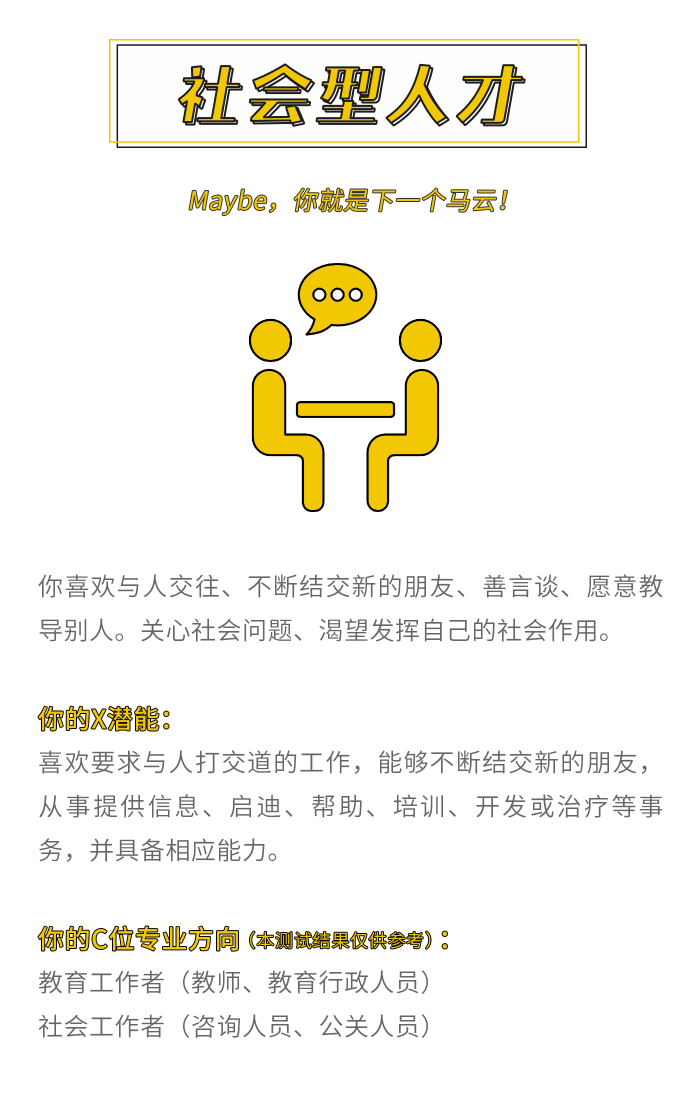 社会型人才
Maybe，你就是下一个马云！
你喜欢与人交往、不断结交新的朋友、善言谈、愿意教
导别人。关心社会问题、渴望发挥自己的社会作用。
你的X潜能：
喜欢要求与人打交道的工作，能够不断结交新的朋友，
从事提供信息、启迪、帮助、培训、开发或治疗等事
务，并具备相应能力。
你的C位专业方向（本测试结果仅供参考）：
教育工作者（教师、教育行政人员）
社会工作者（咨询人员、公关人员）